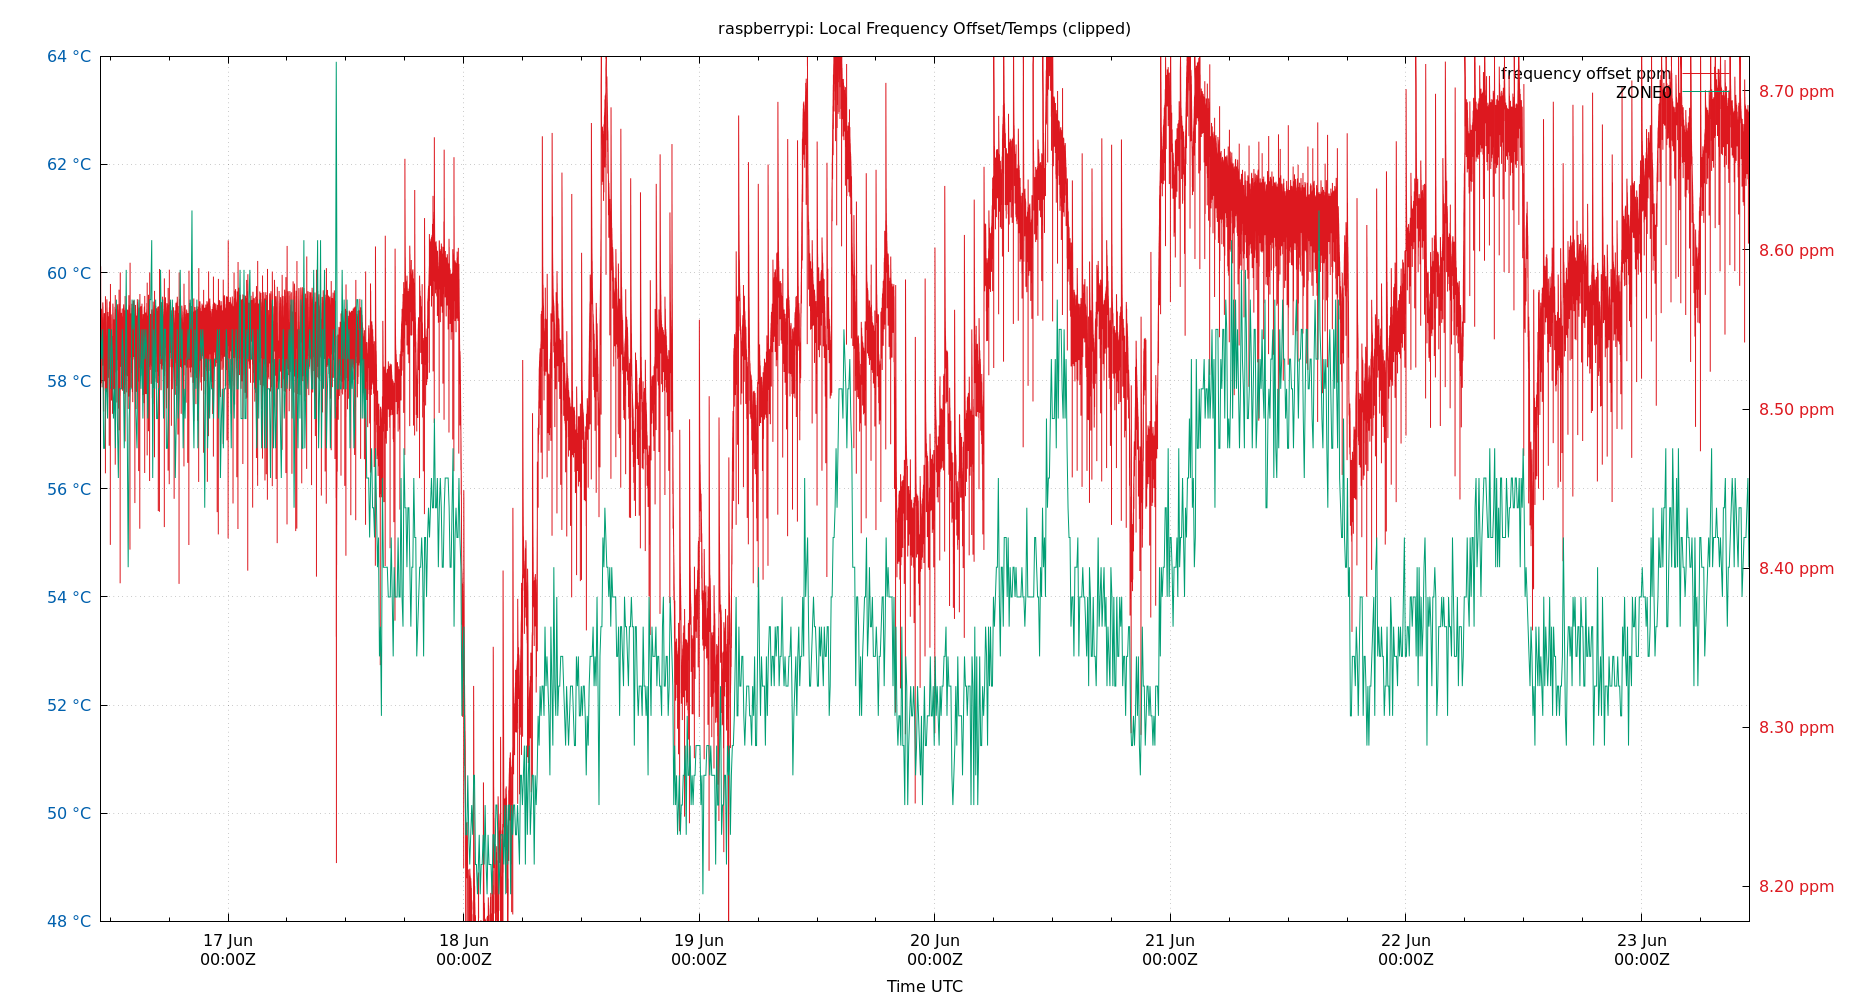 raspberrypi: Local Frequency Offset/Temps (clipped)
64 °C
62 °C
60 °C
58 °C
56 °C
54 °C
52 °C
50 °C
48 °C
frequency offset ppm
ZONE0
8.70 ppm
8.60 ppm
8.50 ppm
8.40 ppm
8.30 ppm
8.20 ppm
17 Jun 18 Jun 19 Jun 20 Jun 21 Jun 22 Jun 23 Jun
00:00Z 00:00Z 00:00Z 00:00Z 00:00Z 00:00Z 00:00Z
Time UTC